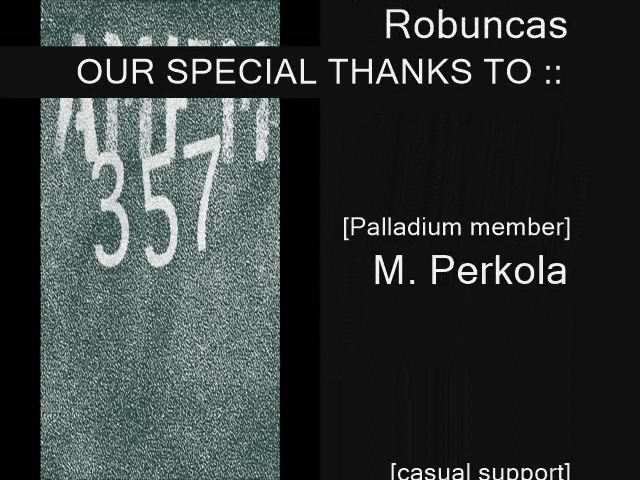 Robuncas
OUR SPECIAL THANKS TO ::
357
[Palladium member]
M. Perkola
[casual support]